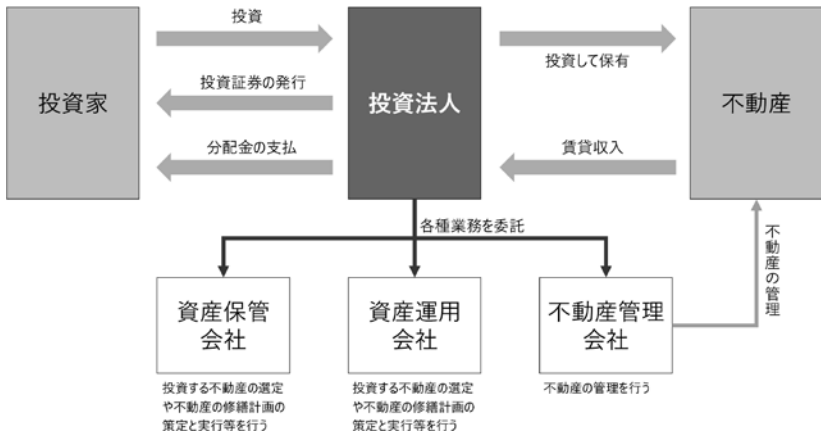 投資
投資して保有
投資証券の発行
投資家
投資法人
不動産
分配金の支払
賃貸収入
各種業務を委託
不動産の管理
資産保管
会社
資産運用
会社
不動産管理
会社
投資する不動産の選定
や不動産の修繕計画の
策定と実行等を行う
投資する不動産の選定
や不動産の修繕計画の
策定と実行等を行う
不動産の管理を行う